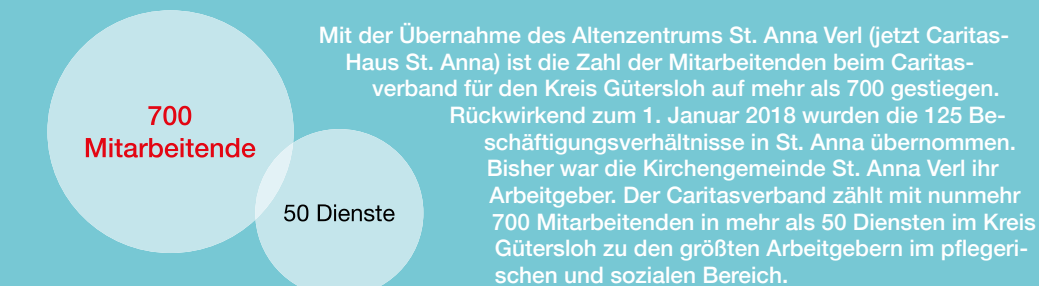 700
Mitarbeitende
50 Dienste
Mit der Übernahme des Altenzentrums St. Anna Verl (jetzt Caritas-
Haus St. Anna) ist die Zahl der Mitarbeitenden beim Caritas-
verband für den Kreis Gütersloh auf mehr als 700 gestiegen.
Rückwirkend zum 1. Januar 2018 wurden die 125 Be-
schäftigungsverhältnisse in St. Anna übernommen.
Bisher war die Kirchengemeinde St. Anna Verl ihr
Arbeitgeber. Der Caritasverband zählt mit nunmehr
700 Mitarbeitenden in mehr als 50 Diensten im Kreis
Gütersloh zu den größten Arbeitgebern im pflegeri-
schen und sozialen Bereich.